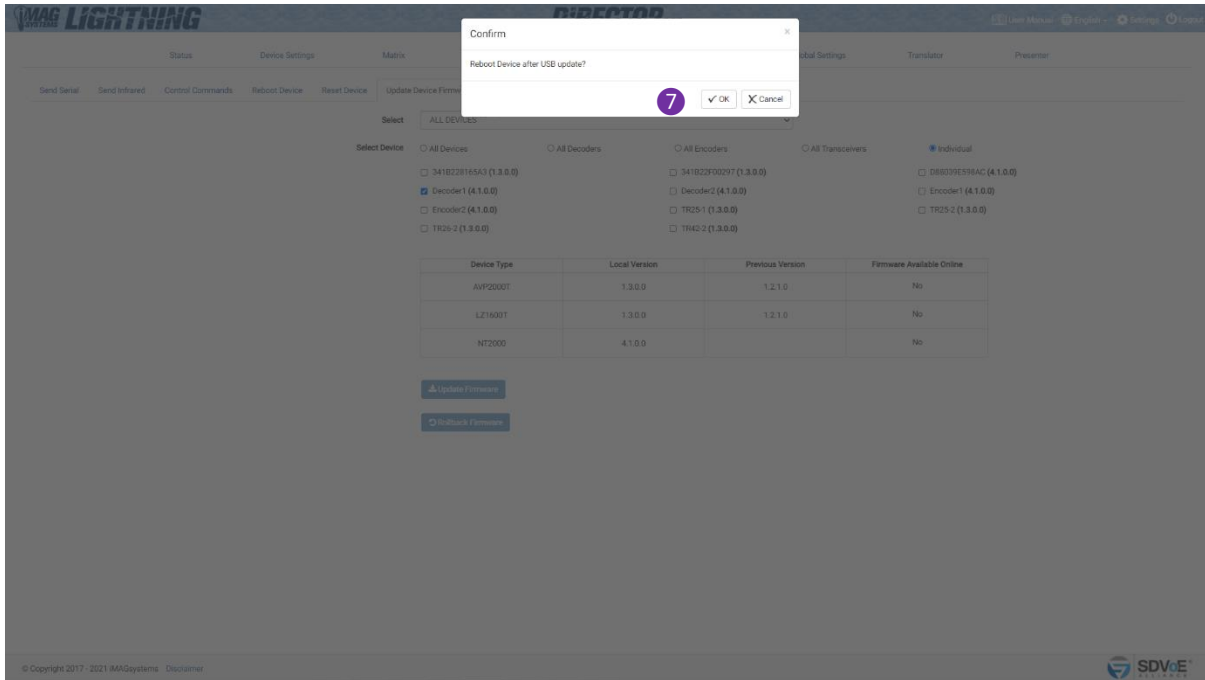 iMAG SYSTEMS LIGHTNING
DIRECTOR
User Manual English Settings Logout
Confirm ×
Reboot Device after USB update?
7 OK Cancel
Status Device Settings Matrix Global Settings Translator Presenter
Send Serial Send Infrared Control Commands Reboot Device Reset Device Update Device Firmw
Select ALL DEVICES
Select Device All Devices All Decoders All Encoders All Transceivers Individual
341B228165A3 (1.3.0.0) 341B22F00297 (1.3.0.0) D88039E598AC (4.1.0.0)
Decoder1 (4.1.0.0) Decoder2 (4.1.0.0) Encoder1 (4.1.0.0)
Encoder2 (4.1.0.0) TR25-1 (1.3.0.0) TR25-2 (1.3.0.0)
TR26-2 (1.3.0.0) TR42-2 (1.3.0.0)
Device Type Local Version Previous Version Firmware Available Online
AVP2000T 1.3.0.0 1.2.1.0 No
LZ1600T 1.3.0.0 1.2.1.0 No
NT2000 4.1.0.0 No
Update Firmware
Rollback Firmware
© Copyright 2017 - 2021 iMAGsystems Disclaimer
SDVoE
ALLIANCE